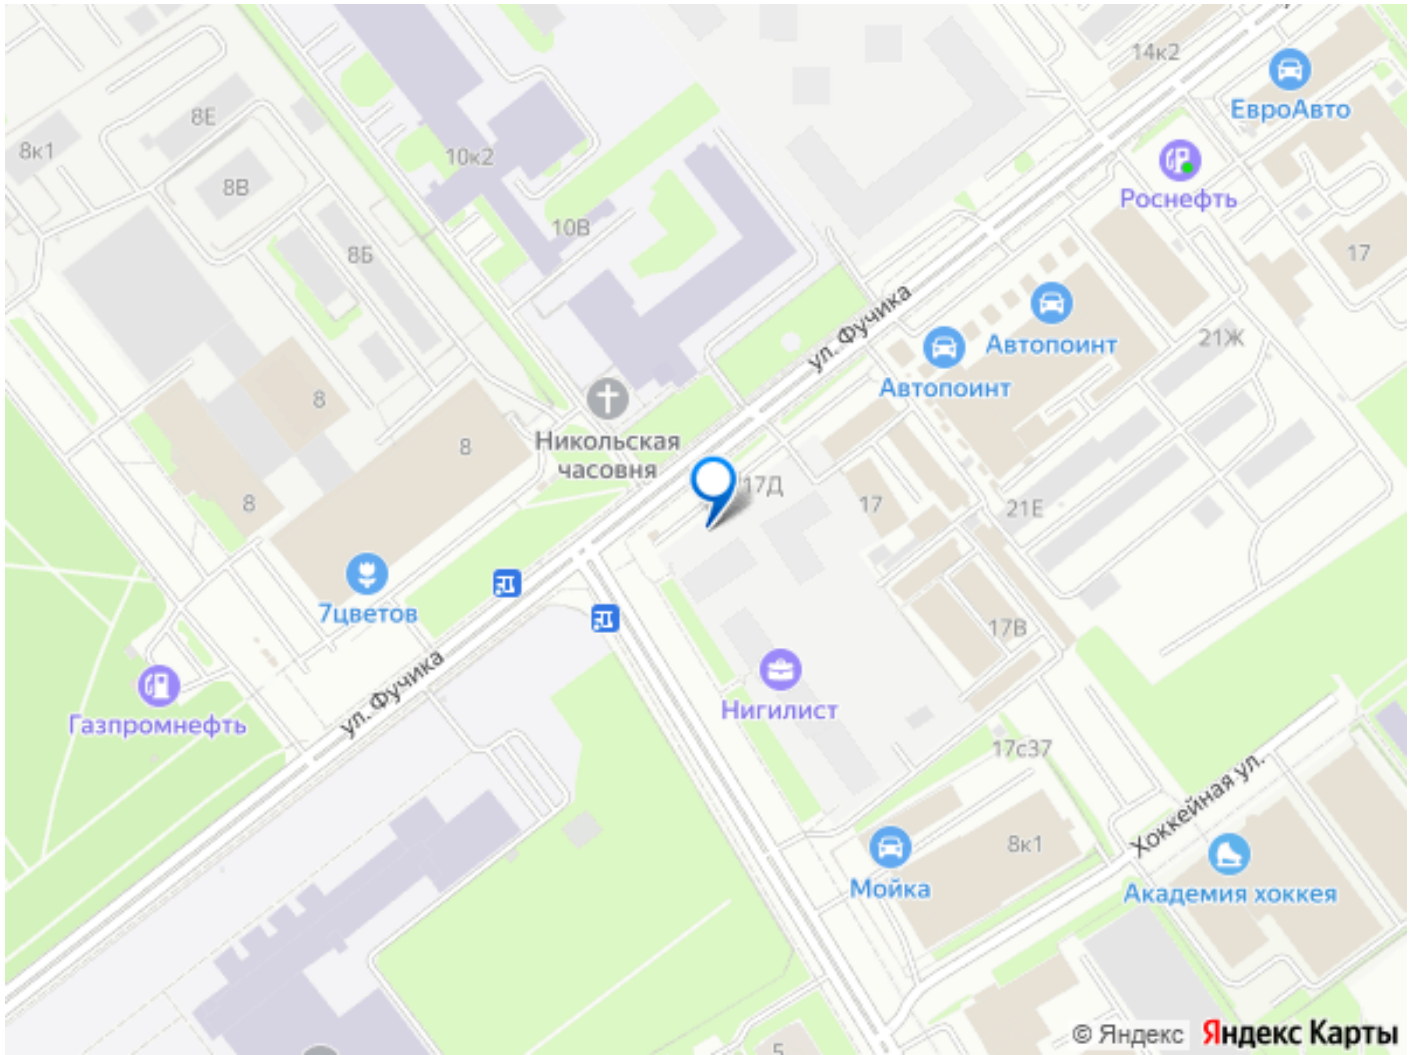 14к2
ЕвроАвто
8Е
8к1
10к2
8В
Роснефть
10В
8Б
17
ул. Фучика
Автопоинт
21Ж
Автопоинт
8
Никольская
часовня
8
17Д
8
17
21Е
7цветов
17В
ул. Фучика
Нигилист
Газпромнефть
17с37
Хоккейная ул.
8к1
Мойка
Академия хоккея
5
© Яндекс Яндекс Карты